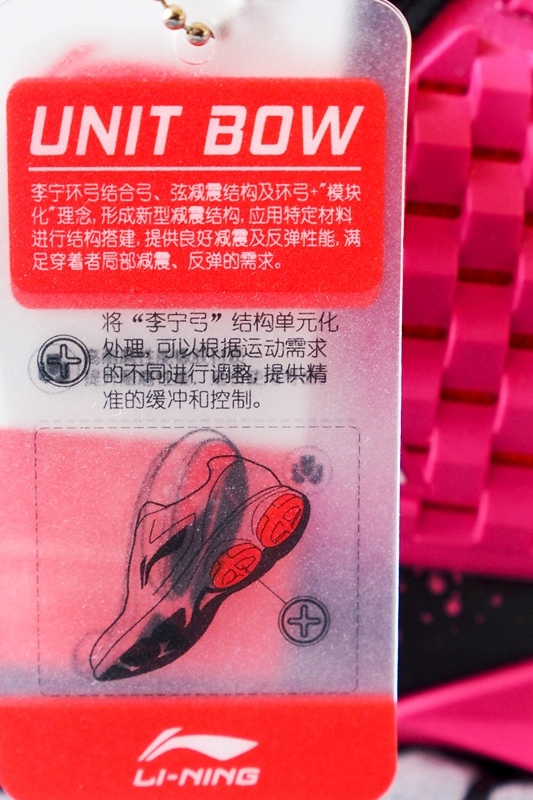 UNIT BOW
李宁环弓结合弓、弦减震结构及环弓+"模块
化"理念, 形成新型减震结构, 应用特定材料
进行结构搭建, 提供良好减震及反弹性能, 满
足穿着者局部减震、反弹的需求。
将“李宁弓”结构单元化
处理, 可以根据运动需求
的不同进行调整, 提供精
准的缓冲和控制。
LI-NING